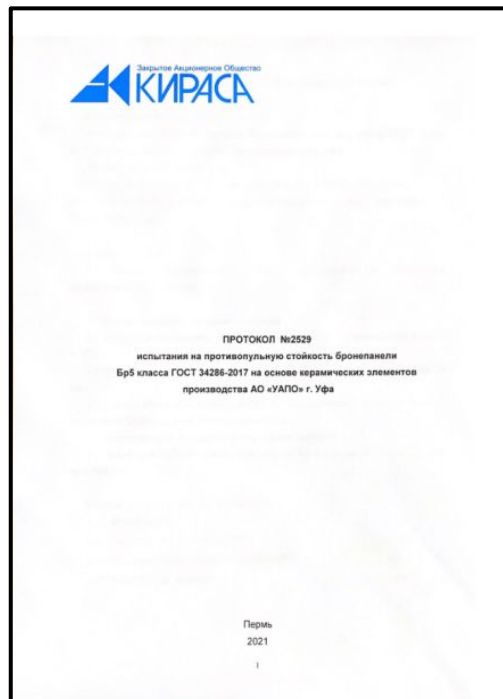 Закрытое Акционерное Общество
КИРАСА
ПРОТОКОЛ №2529
испытания на противопульную стойкость бронепанели
Бр5 класса ГОСТ 34286-2017 на основе керамических элементов
производства АО «УАПО» г. Уфа
Пермь
2021
1